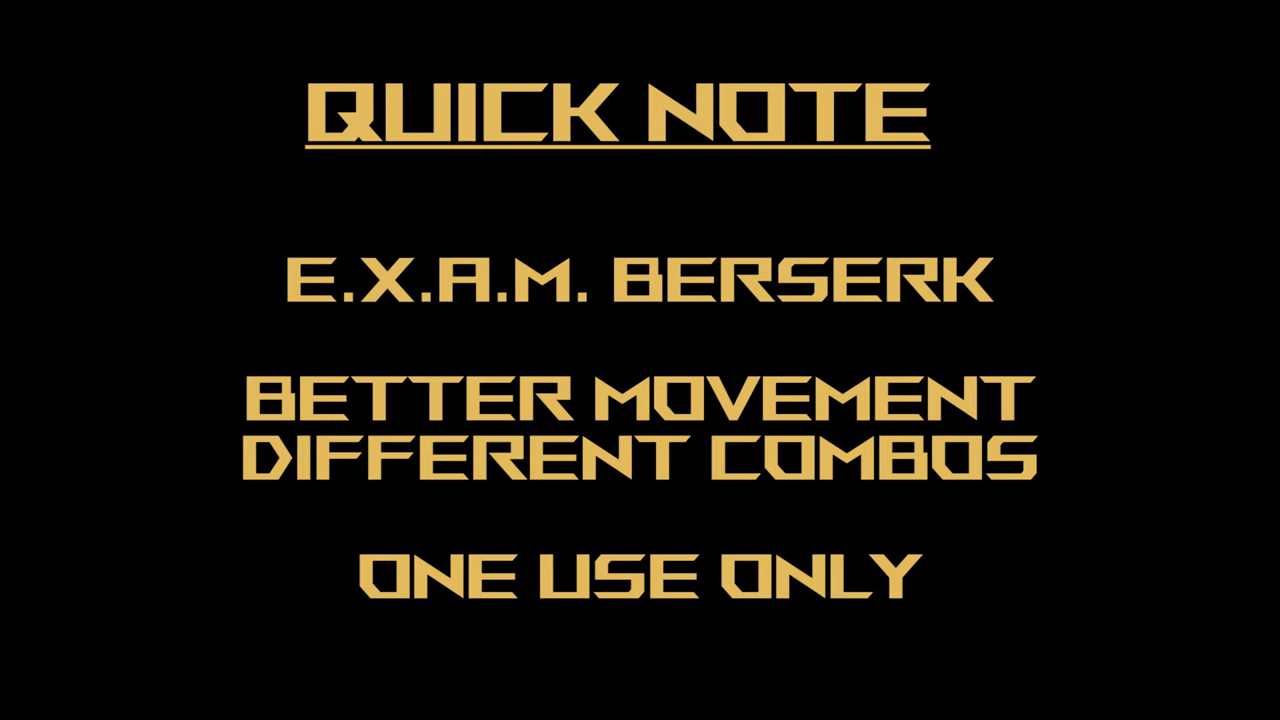 QUICK NOTE
E.X.A.M. BERSERK
BETTER MOVEMENT
DIFFERENT COMBOS
ONE USE ONLY